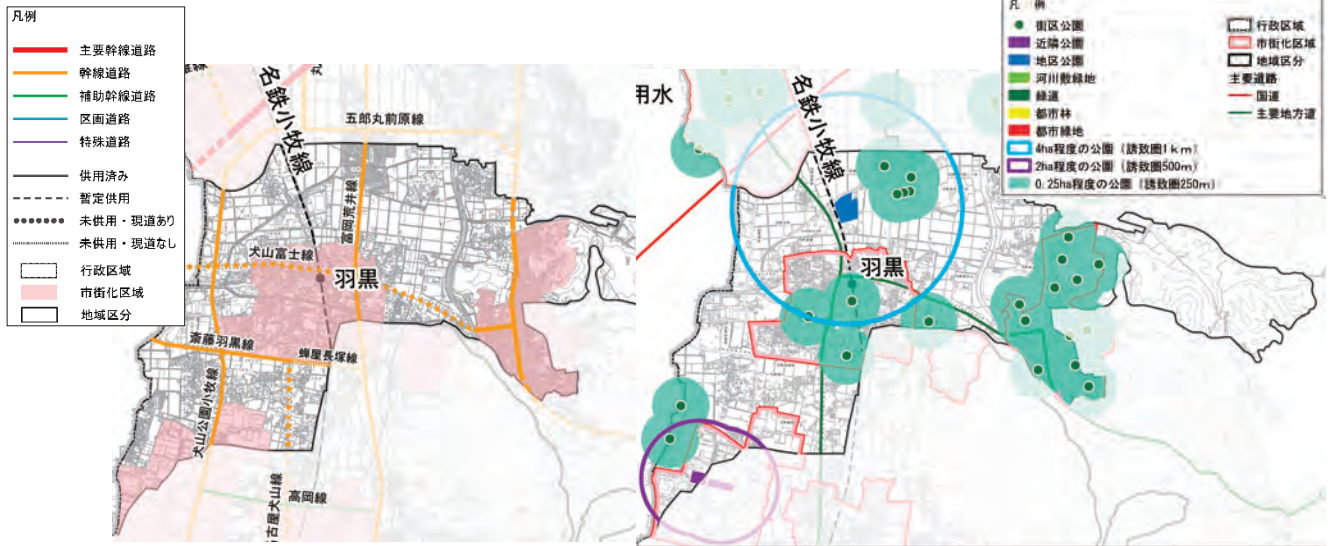 凡例
主要幹線道路
幹線道路
補助幹線道路
区画道路
特殊道路
供用済み
暫定供用
未供用・現道あり
未供用・現道なし
行政区域
市街化区域
地域区分
名鉄小牧線
五郎丸前原線
富岡荒井線
犬山富士線
羽黒
斎藤羽黒線
蝉屋長塚線
犬山公園小牧線
高岡線
古屋犬山線
凡 例
街区公園
近隣公園
地区公園
河川敷緑地
緑道
都市林
都市緑地
4ha程度の公園（誘致圏1km）
2ha程度の公園（誘致圏500m）
0.25ha程度の公園（誘致圏250m）
行政区域
市街化区域
地域区分
主要道路
国道
主要地方道
用水
名鉄小牧線
羽黒